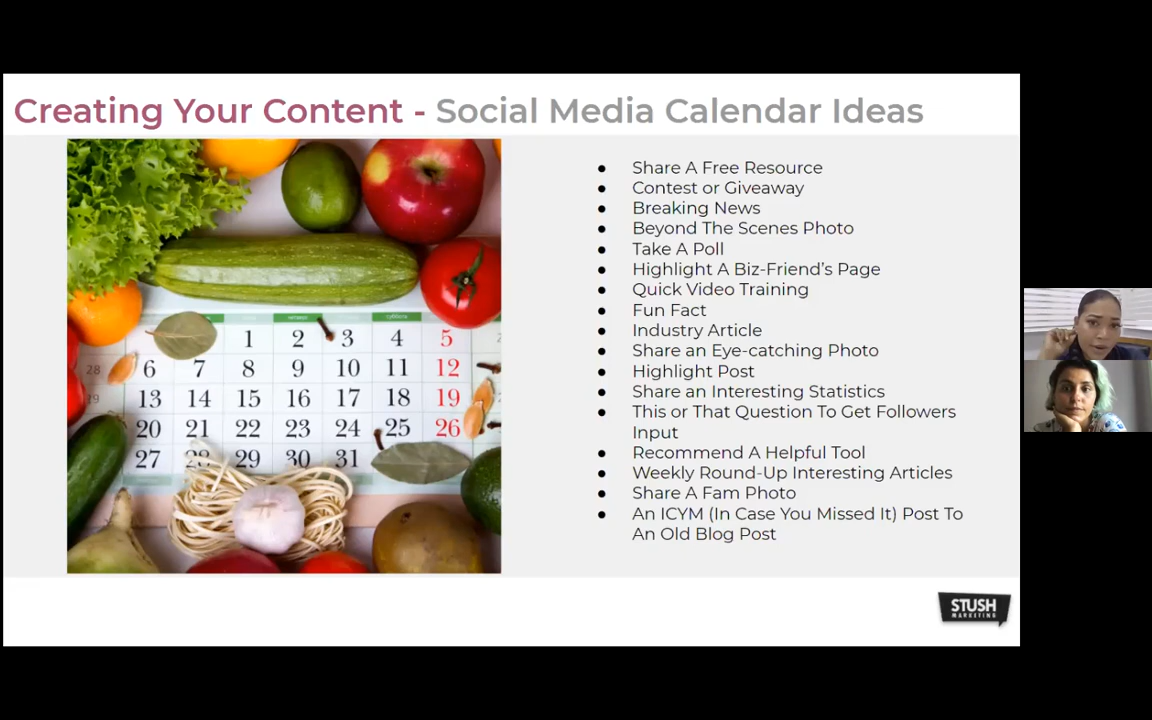 Creating Your Content - Social Media Calendar Ideas
● Share A Free Resource
● Contest or Giveaway
● Breaking News
● Beyond The Scenes Photo
● Take A Poll
● Highlight A Biz-Friend's Page
● Quick Video Training
● Fun Fact
● Industry Article
● Share an Eye-catching Photo
● Highlight Post
● Share an Interesting Statistics
● This or That Question To Get Followers
Input
● Recommend A Helpful Tool
● Weekly Round-Up Interesting Articles
● Share A Fam Photo
● An ICYM (In Case You Missed It) Post To
An Old Blog Post
1 2 3 4 5
28 6 7 8 9 10 11 12
29 13 14 15 16 17 18 19
20 21 22 23 24 25 26
27 28 29 30 31
STUSH
MARKETING